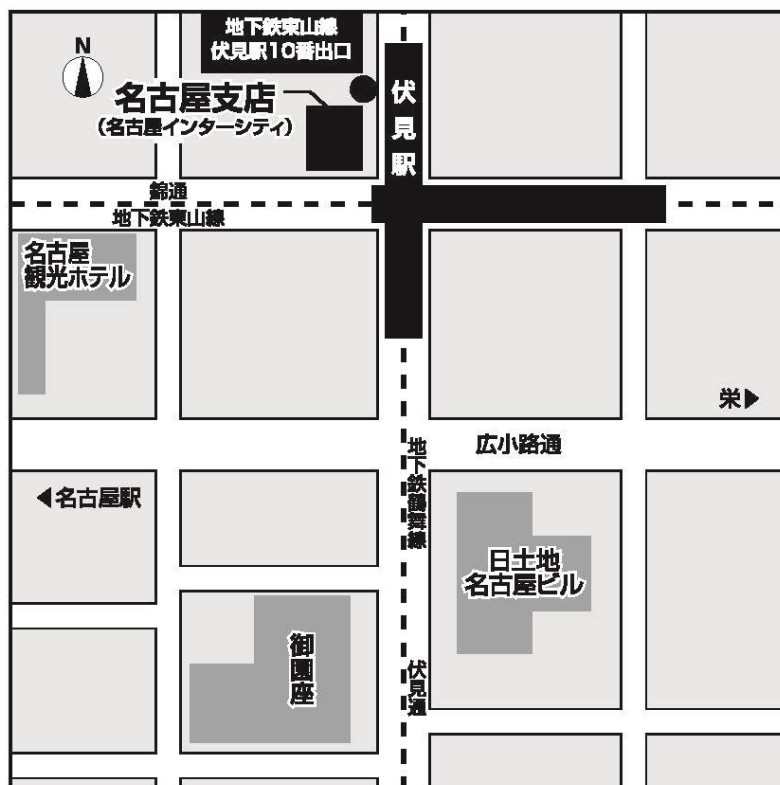 地下鉄東山線
伏見駅10番出口
N
名古屋支店
（名古屋インターシティ）
伏見駅
錦通
地下鉄東山線
名古屋
観光ホテル
栄▶
広小路通
地下鉄鶴舞線
◀名古屋駅
日土地
名古屋ビル
御園座
伏見通